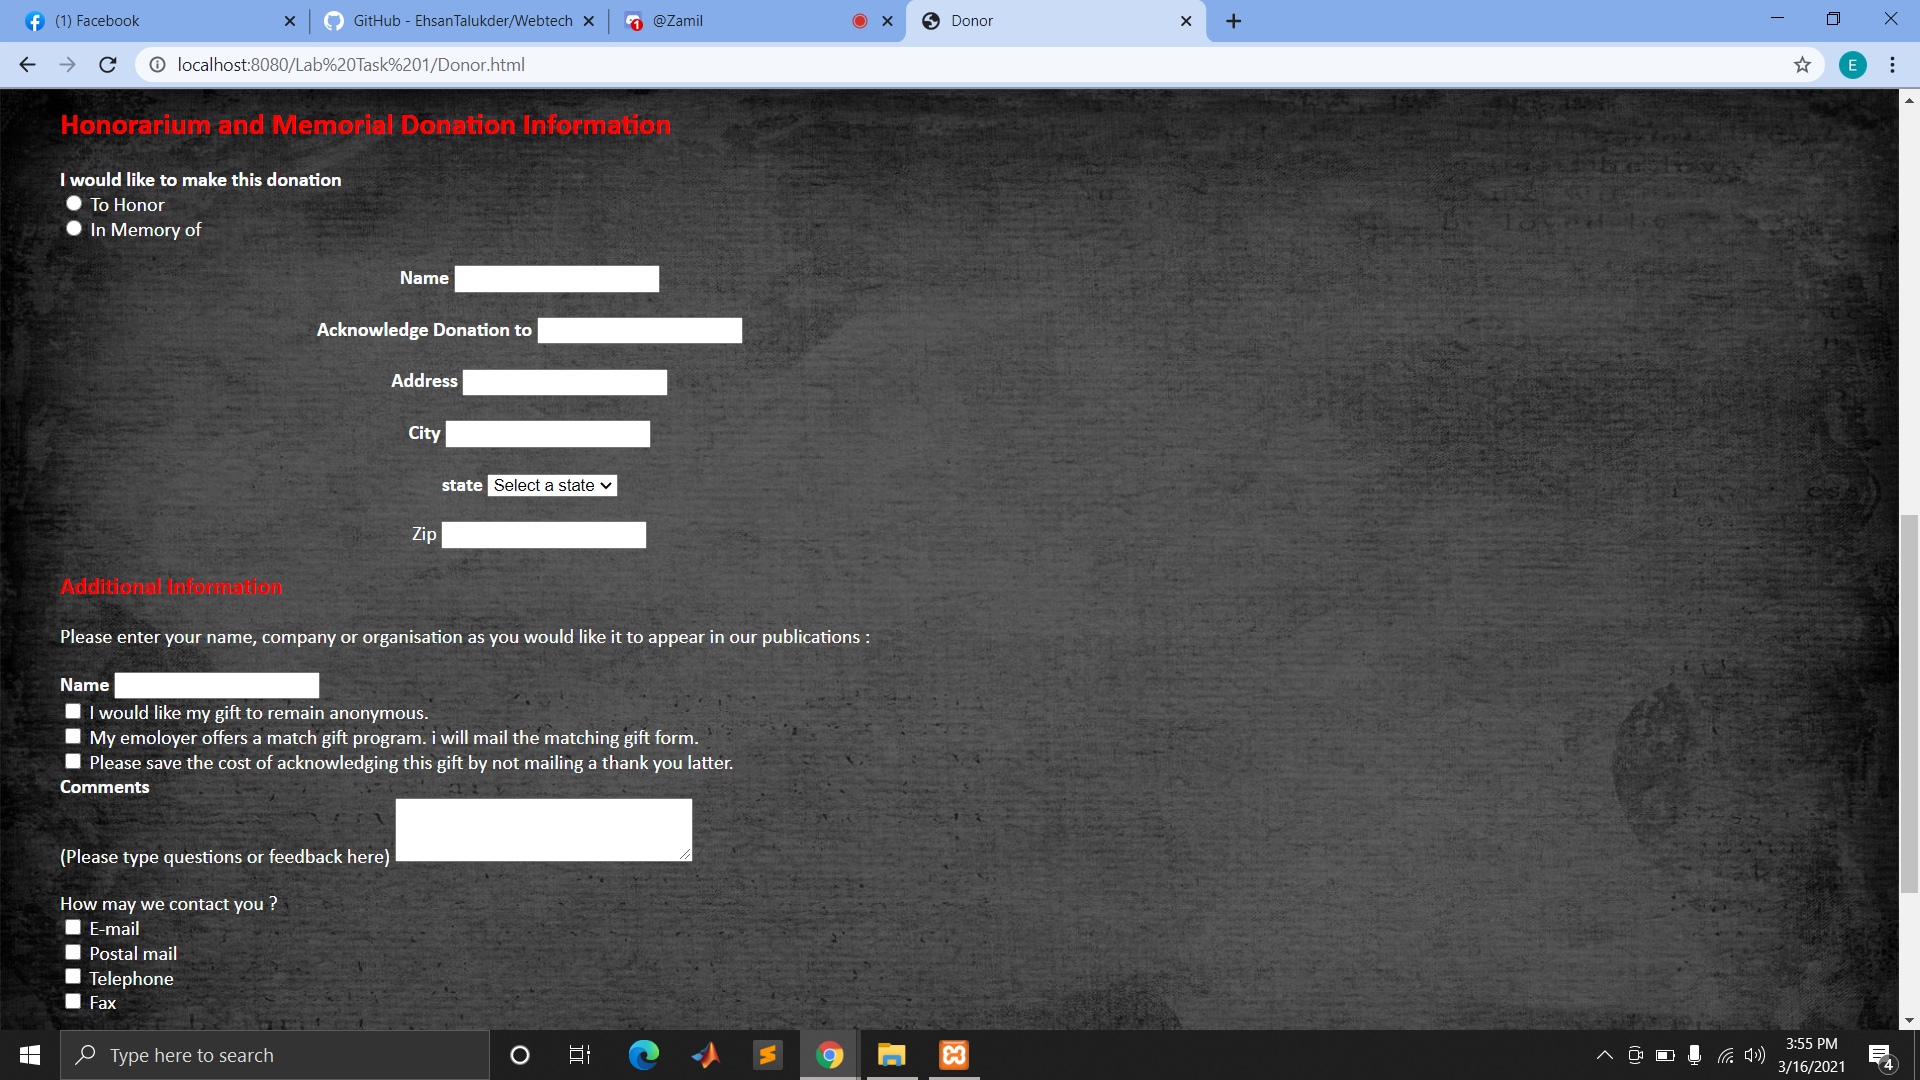 (1) Facebook
GitHub - EhsanTalukder/Webtech
1
@Zamil
Donor
localhost:8080/Lab%20Task%201/Donor.html
E
Honorarium and Memorial Donation Information
I would like to make this donation
To Honor
In Memory of
Name
Acknowledge Donation to
Address
City
state Select a state
Zip
Additional Information
Please enter your name, company or organisation as you would like it to appear in our publications :
Name
I would like my gift to remain anonymous.
My emoloyer offers a match gift program. i will mail the matching gift form.
Please save the cost of acknowledging this gift by not mailing a thank you latter.
Comments
(Please type questions or feedback here)
How may we contact you ?
E-mail
Postal mail
Telephone
Fax
Type here to search
3:55 PM
3/16/2021
4